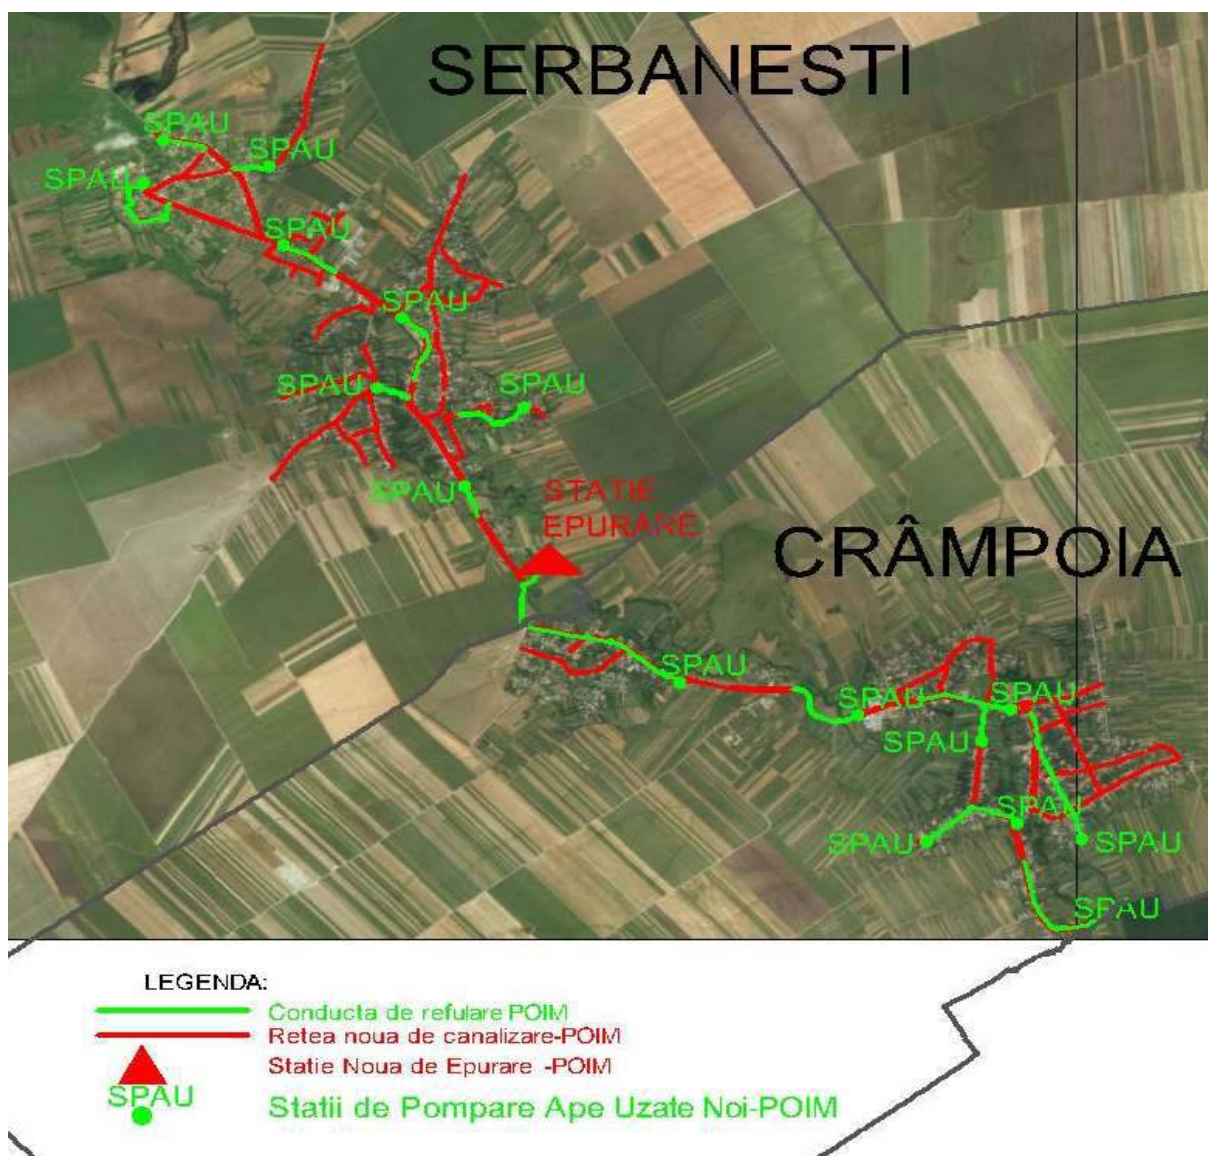 SERBANESTI
SPAU
SPAU
SPAU
SPAU
SPAU
SPAU
SPAU
SPAU
STATIE
EPURARE
CRÂMPOIA
SPAU
SPAU
SPAU
SPAU
SPAU
SPAU
SPAU
SPAU
LEGENDA:
Conducta de refulare POIM
Retea noua de canalizare-POIM
Statie Noua de Epurare -POIM
SPAU
Statii de Pompare Ape Uzate Noi-POIM